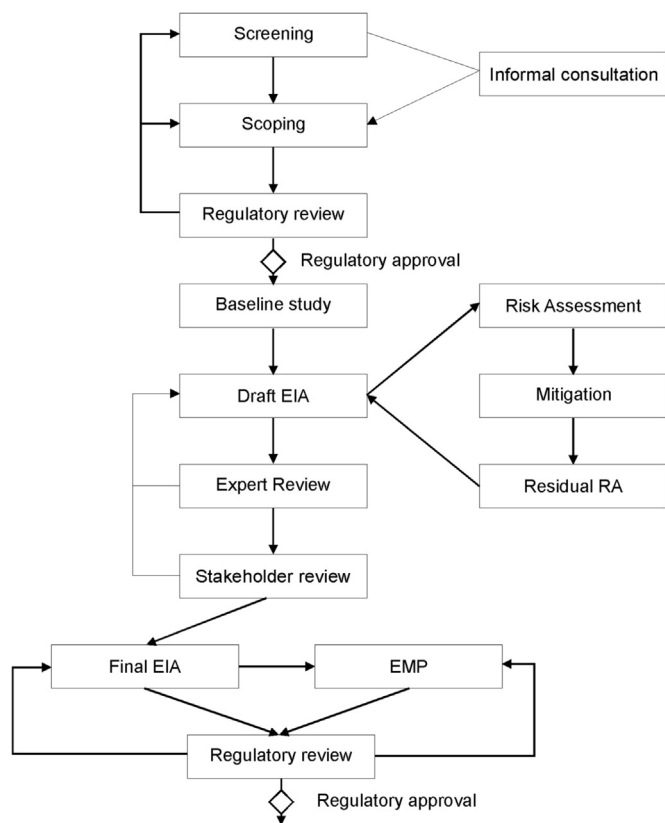 Screening
Informal consultation
Scoping
Regulatory review
Regulatory approval
Baseline study
Risk Assessment
Draft EIA
Mitigation
Expert Review
Residual RA
Stakeholder review
Final EIA
EMP
Regulatory review
Regulatory approval